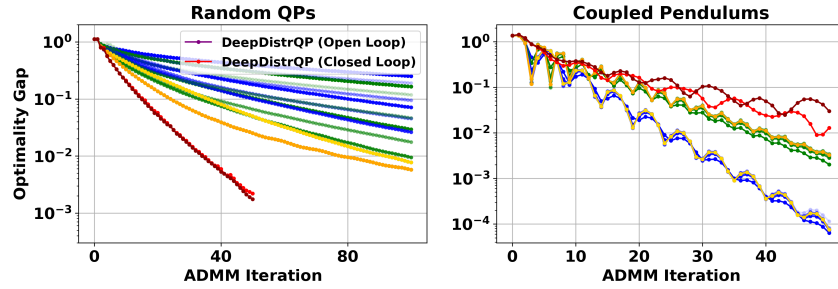 Random QPs
Coupled Pendulums
DeepDistrQP (Open Loop)
DeepDistrQP (Closed Loop)
Optimality Gap
10⁰
10⁻¹
10⁻²
10⁻³
0
40
80
ADMM Iteration
10⁰
10⁻¹
10⁻²
10⁻³
10⁻⁴
0
10
20
30
40
ADMM Iteration